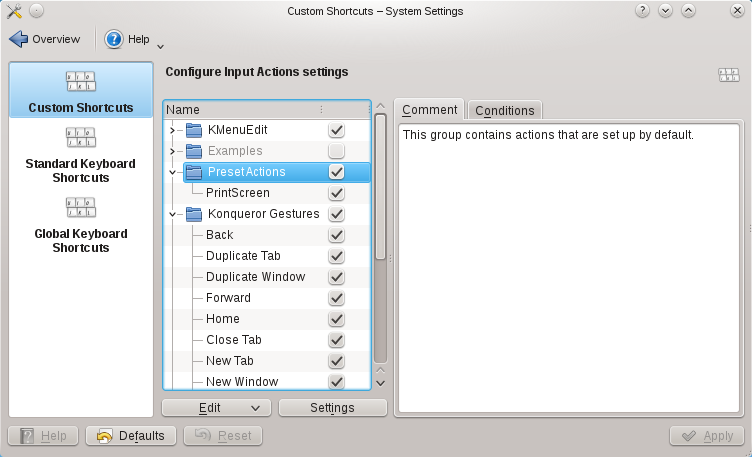 Custom Shortcuts – System Settings
Overview
Help
Custom Shortcuts
Standard Keyboard
Shortcuts
Global Keyboard
Shortcuts
Configure Input Actions settings
Name
KMenuEdit
Examples
PresetActions
PrintScreen
Konqueror Gestures
Back
Duplicate Tab
Duplicate Window
Forward
Home
Close Tab
New Tab
New Window
Edit
Settings
Comment
Conditions
This group contains actions that are set up by default.
Help
Defaults
Reset
Apply